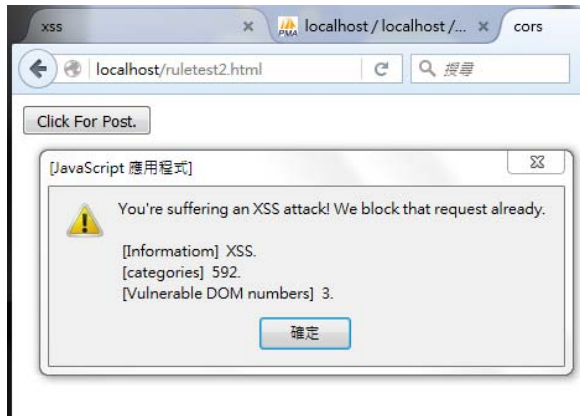 xss
PMA localhost / localhost /...
cors
localhost/ruletest2.html
搜尋
Click For Post.
[JavaScript 應用程式]
You're suffering an XSS attack! We block that request already.
[Informatiom] XSS.
[categories] 592.
[Vulnerable DOM numbers] 3.
確定